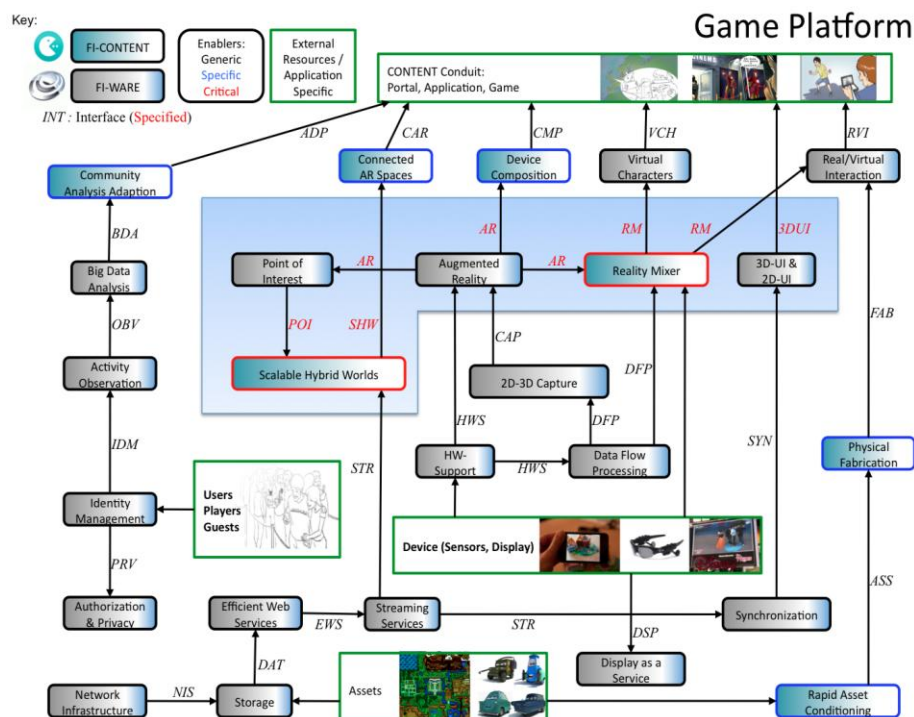 Game Platform
Key:
FI-CONTENT
FI-WARE
Enablers:
Generic
Specific
Critical
External
Resources /
Application
Specific
INT : Interface (Specified)
CONTENT Conduit:
Portal, Application, Game
ADP
CAR
CMP
VCH
RVI
Community
Analysis Adaption
Connected
AR Spaces
Device
Composition
Virtual
Characters
Real/Virtual
Interaction
BDA
AR
RM
RM
3DUI
Big Data
Analysis
Point of
Interest
AR
Augmented
Reality
AR
Reality Mixer
3D-UI &
2D-UI
OBV
POI
SHW
CAP
DFP
FAB
Activity
Observation
Scalable Hybrid Worlds
2D-3D Capture
IDM
HWS
DFP
STR
SYN
HW-
Support
HWS
Data Flow
Processing
Physical
Fabrication
Identity
Management
Users
Players
Guests
Device (Sensors, Display)
PRV
ASS
Authorization
& Privacy
Efficient Web
Services
EWS
Streaming
Services
STR
Synchronization
DAT
DSP
Network
Infrastructure
NIS
Storage
Assets
Display as a
Service
Rapid Asset
Conditioning